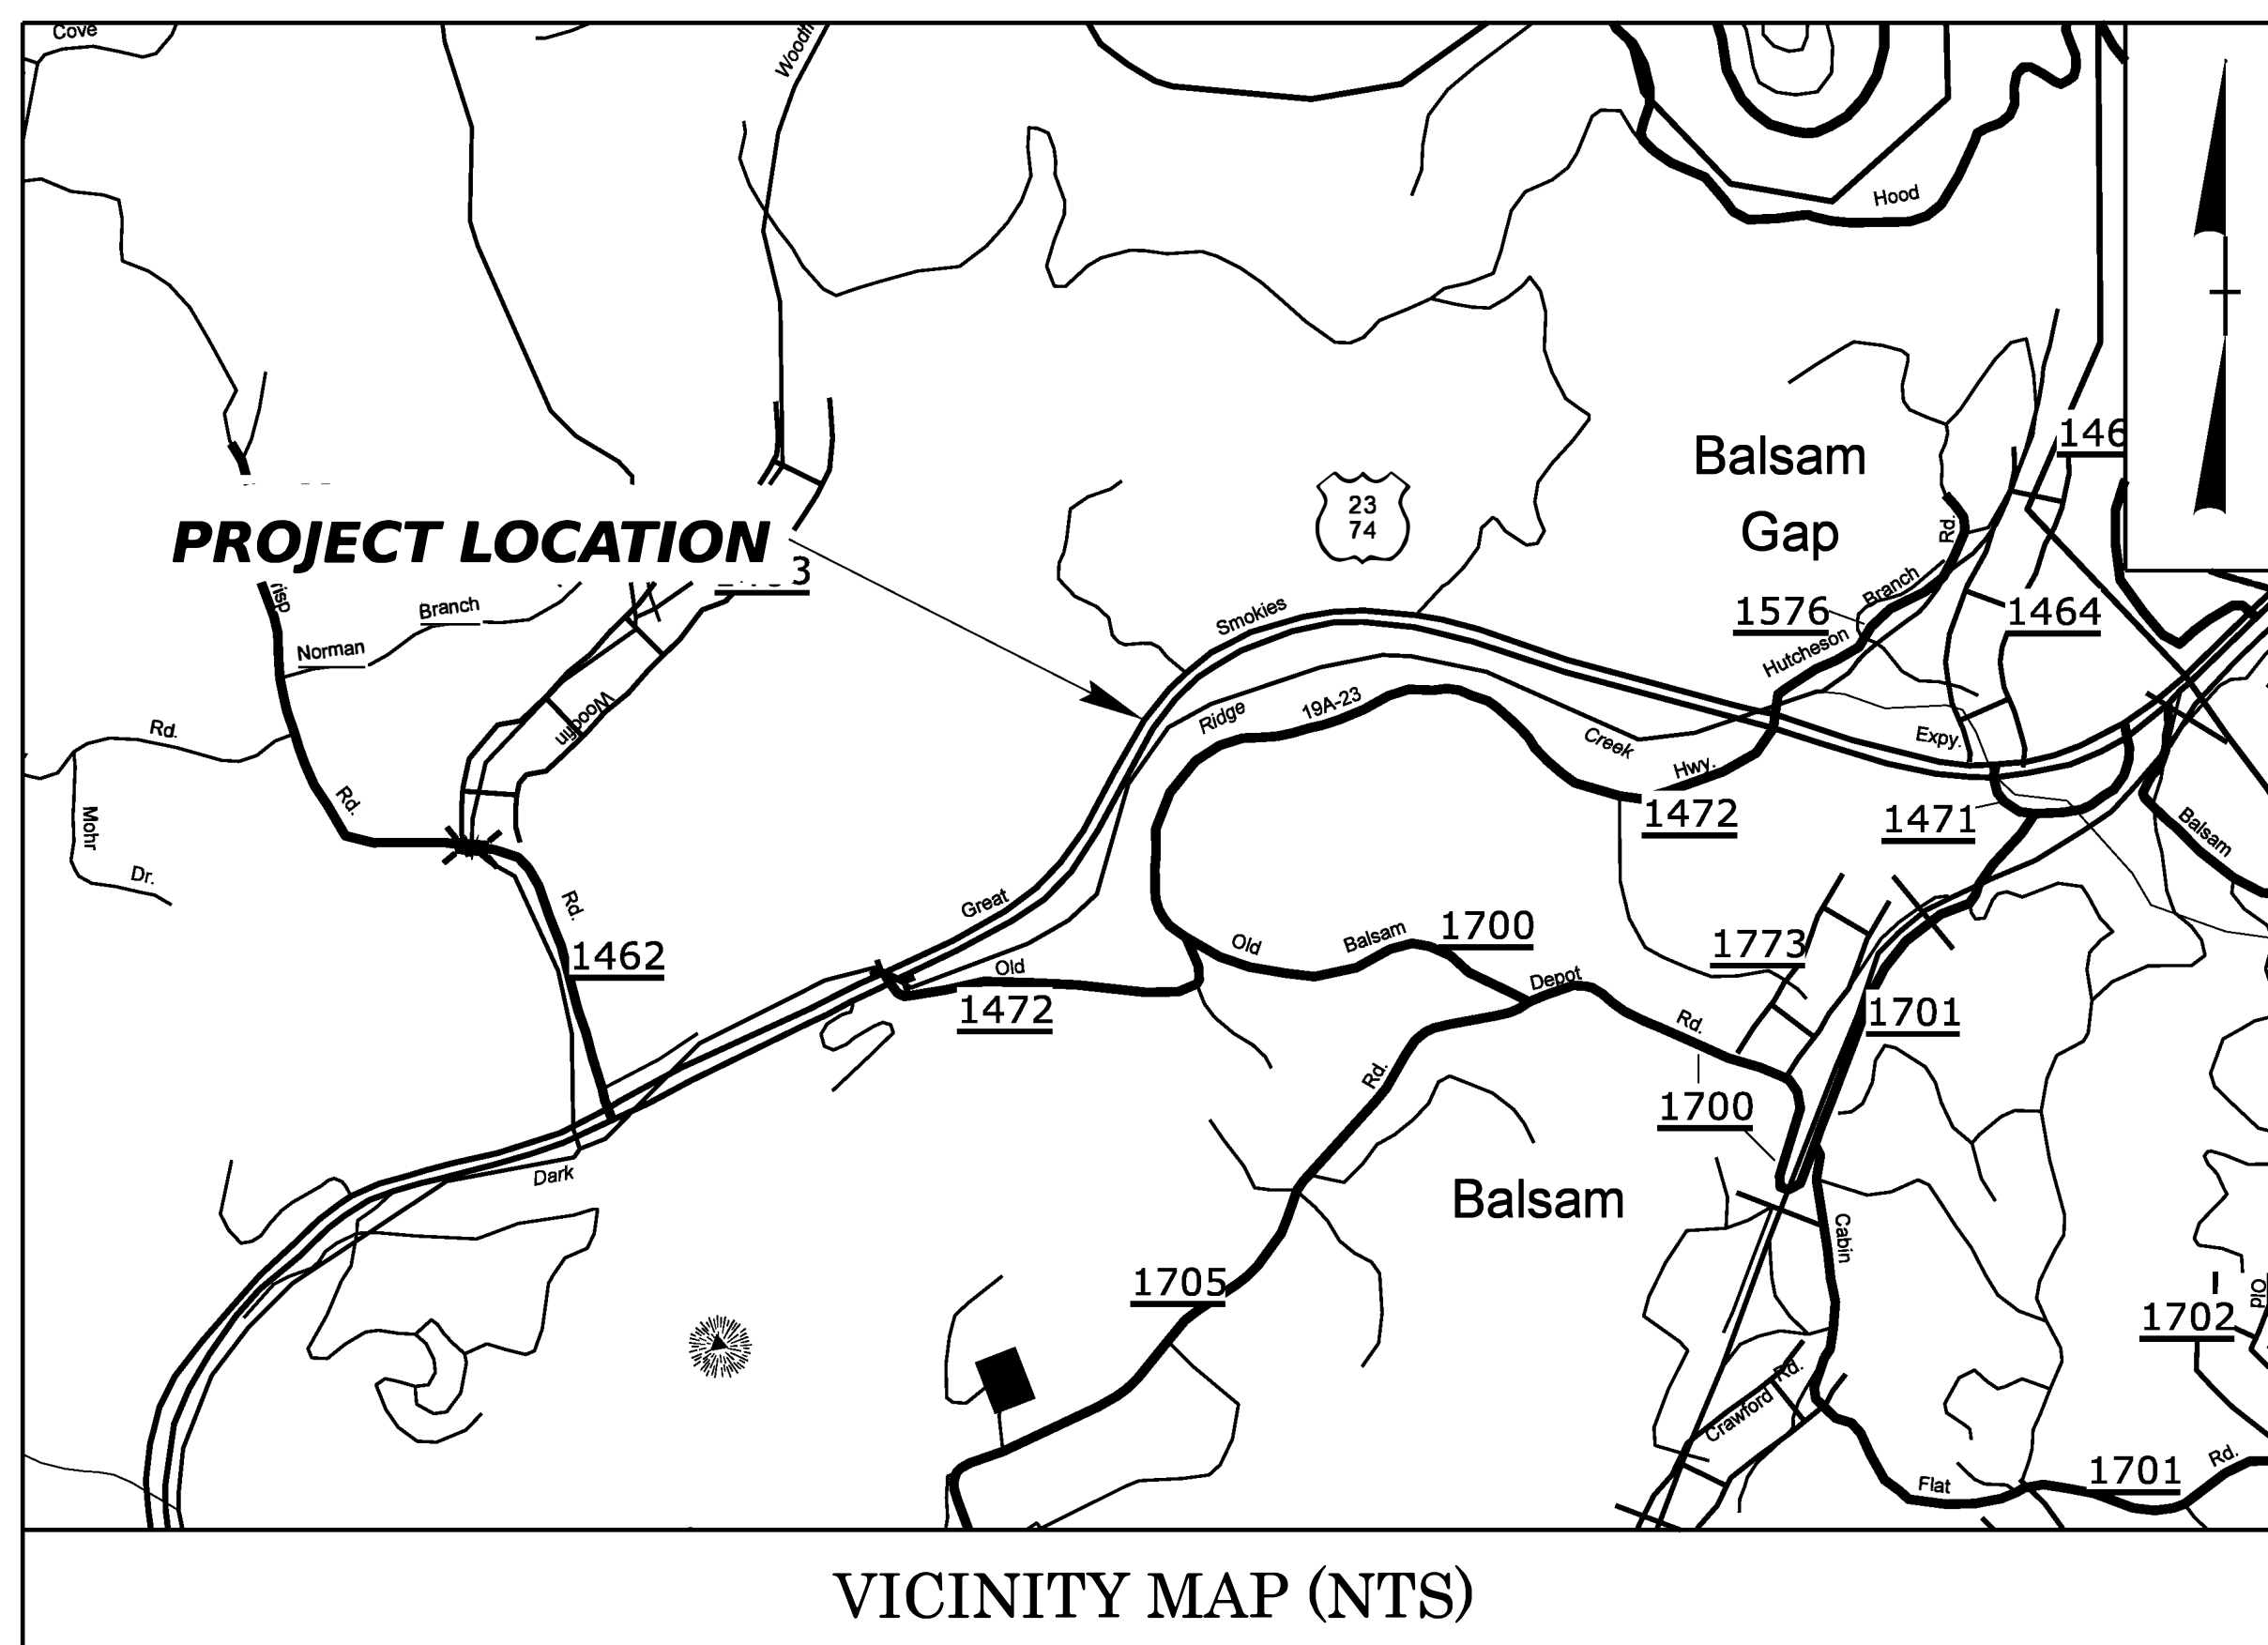 Cove
Hood
146
Balsam
Gap
23
74
PROJECT LOCATION
Rd.
Branch
1576
1464
Smokies
Hutcheson
Branch
Norman
Woodfin
Ridge
19A-23
Creek
Hwy.
Expy.
Rd.
Rd.
Mohr
Dr.
1472
1471
Balsam
Great
Rd.
1462
Old
1472
Old
Balsam
1700
Depot
Rd.
1773
1701
Rd.
1700
Dark
Balsam
Cabin
1705
Old
1702
Crawford Rd.
Flat
1701
Rd.
VICINITY MAP (NTS)